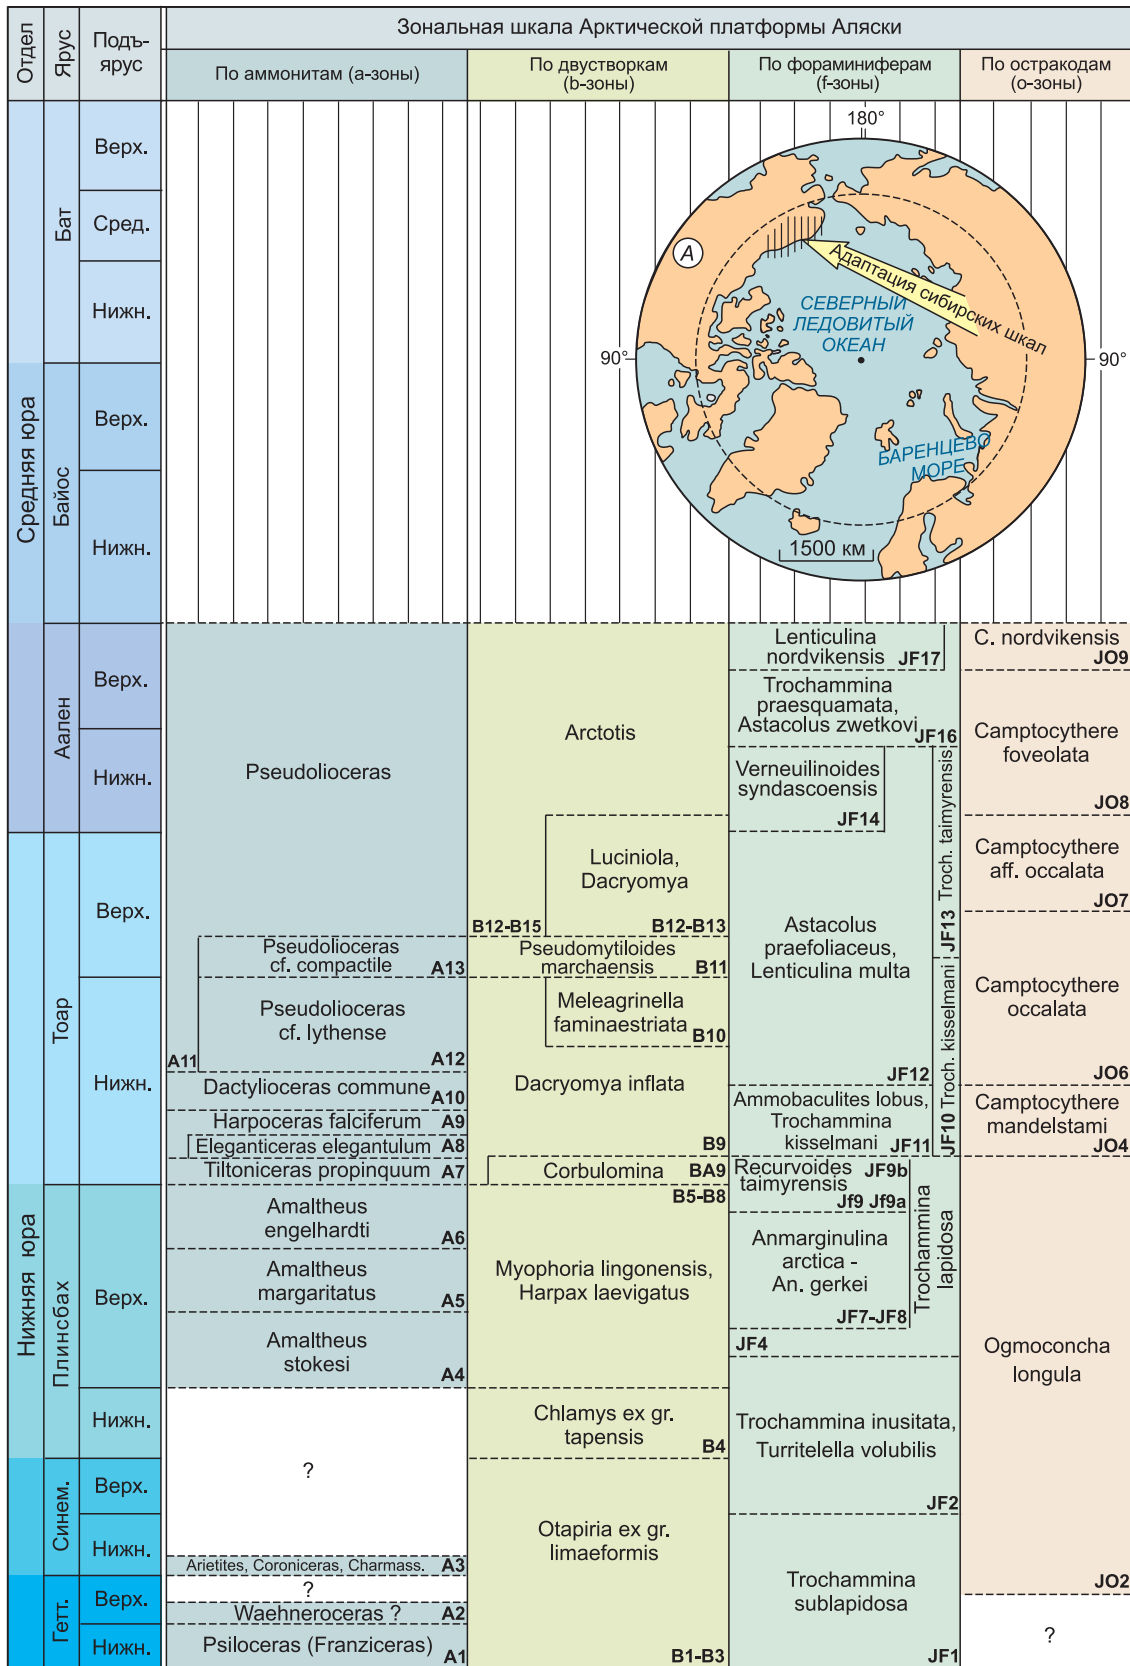 Зональная шкала Арктической платформы Аляски
Отдел
Ярус
Подъ-
ярус
По аммонитам (а-зоны)
По двустворкам
(b-зоны)
По фораминиферам
(f-зоны)
По остракодам
(о-зоны)
Средняя юра
Нижняя юра
Бат
Байос
Аален
Тоар
Плинсбах
Синем.
Гетт.
Верх.
Сред.
Нижн.
Верх.
Нижн.
Верх.
Нижн.
Верх.
Нижн.
Верх.
Нижн.
Верх.
Нижн.
Верх.
Нижн.
180°
90°
90°
А
Адаптация сибирских шкал
СЕВЕРНЫЙ
ЛЕДОВИТЫЙ
ОКЕАН
БАРЕНЦЕВО
МОРЕ
1500 км
Pseudolioceras
Pseudolioceras
cf. compactile A13
Pseudolioceras
cf. lythense
A11
A12
Dactylioceras commune A10
Harpoceras falciferum A9
Eleganticeras elegantulum A8
Tiltoniceras propinquum A7
Amaltheus
engelhardti
A6
Amaltheus
margaritatus
A5
Amaltheus
stokesi
A4
?
Arietites, Coroniceras, Charmass. A3
?
Waehneroceras ? A2
Psiloceras (Franziceras) A1
Arctotis
Luciniola,
Dacryomya
B12-B15
B12-B13
Pseudomytiloides
marchaensis B11
Meleagrinella
faminaestriata
B10
Dacryomya inflata
B9
Corbulomina BA9
B5-B8
Myophoria lingonensis,
Harpax laevigatus
Chlamys ex gr.
tapensis
B4
Otapiria ex gr.
limaeformis
B1-B3
Lenticulina
nordvikensis JF17
Trochammina
praesquamata,
Astacolus zwetkovi
JF16
Verneuilinoides
syndascoensis
JF14
Troch. taimyrensis
JF13
Astacolus
praefoliaceus,
Lenticulina multa
JF12
Troch. kisselmani
JF10
Ammobaculites lobus,
Trochammina
kisselmani JF11
Recurvoides JF9b
taimyrensis
Jf9 Jf9a
Anmarginulina
arctica -
An. gerkei
JF7-JF8
Trochammina
lapidosa
JF4
Trochammina inusitata,
Turritelella volubilis
JF2
Trochammina
sublapidosa
JF1
C. nordvikensis
JO9
Camptocythere
foveolata
JO8
Camptocythere
aff. occalata
JO7
Camptocythere
occalata
JO6
Camptocythere
mandelstami
JO4
Ogmoconcha
longula
JO2
?